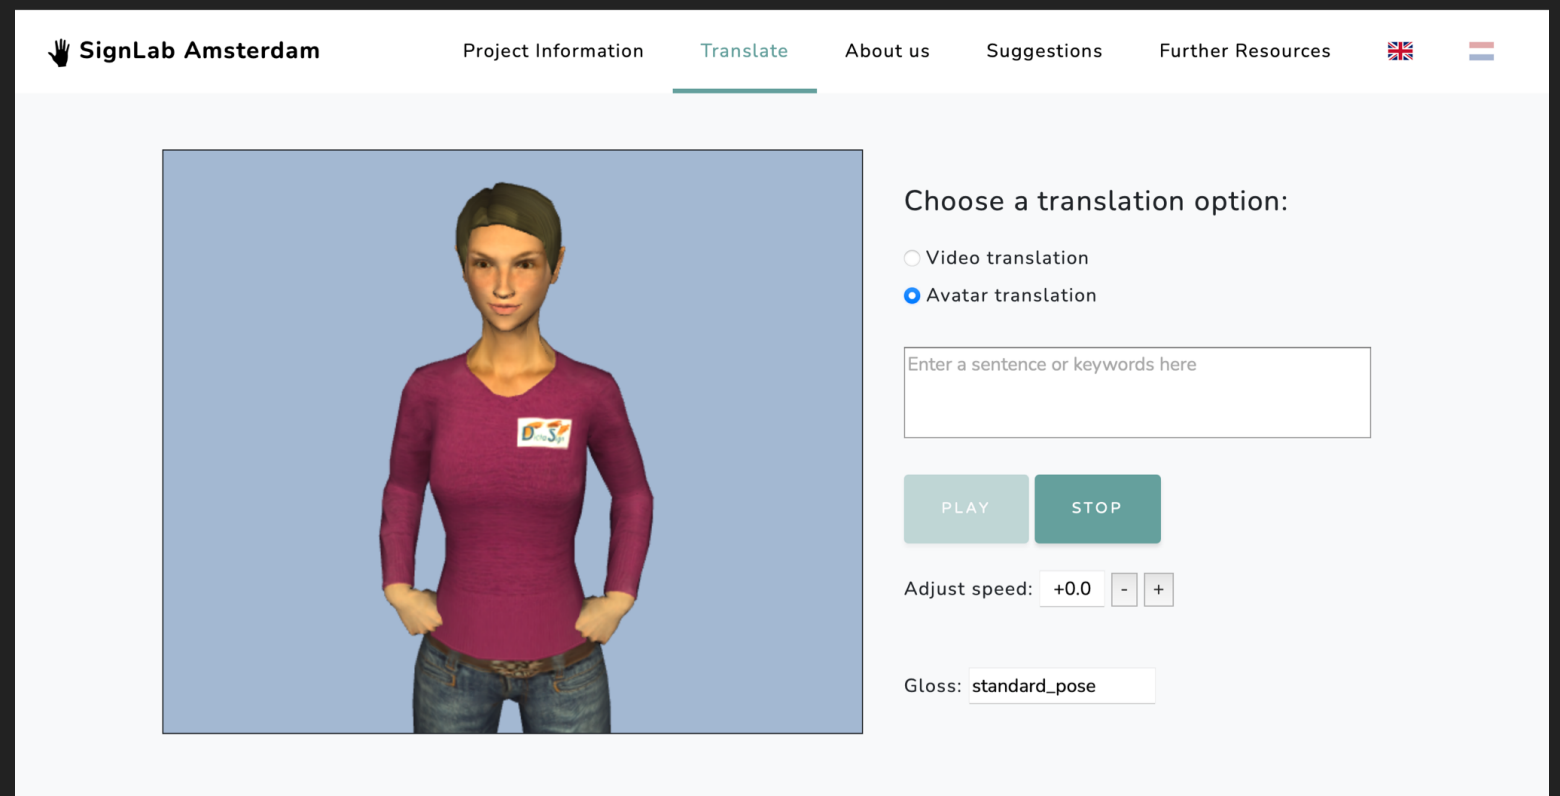 SignLab Amsterdam
Project Information
Translate
About us
Suggestions
Further Resources
Choose a translation option:
Video translation
Avatar translation
Enter a sentence or keywords here
PLAY
STOP
Adjust speed: +0.0 - +
Gloss: standard_pose
DictaSign